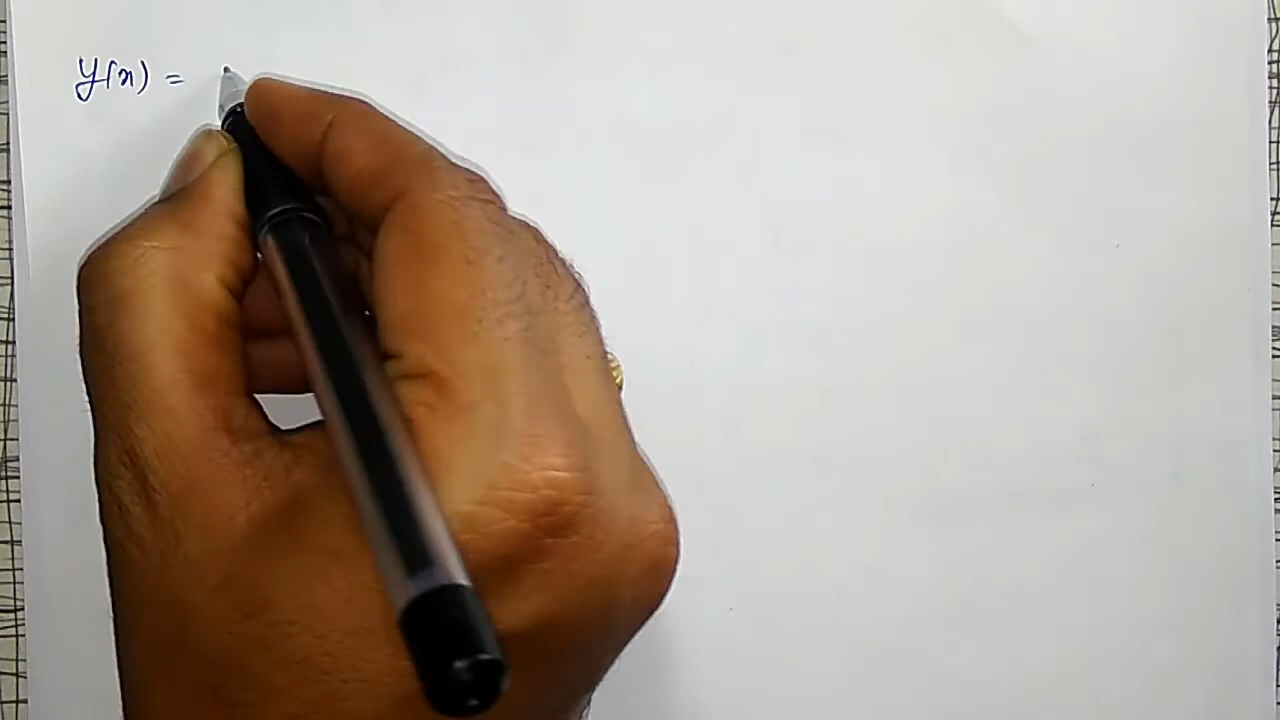 y(x) =